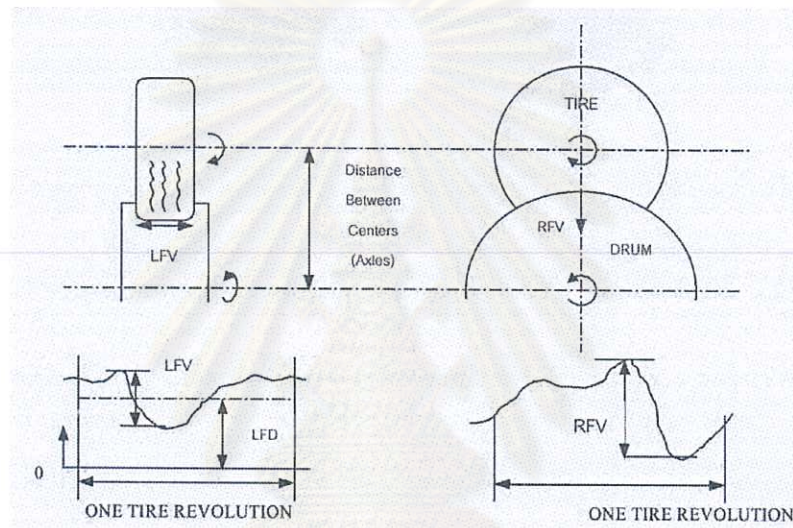 TIRE
Distance
Between
Centers
(Axles)
LFV
RFV
DRUM
LFV
LFD
0
ONE TIRE REVOLUTION
RFV
ONE TIRE REVOLUTION